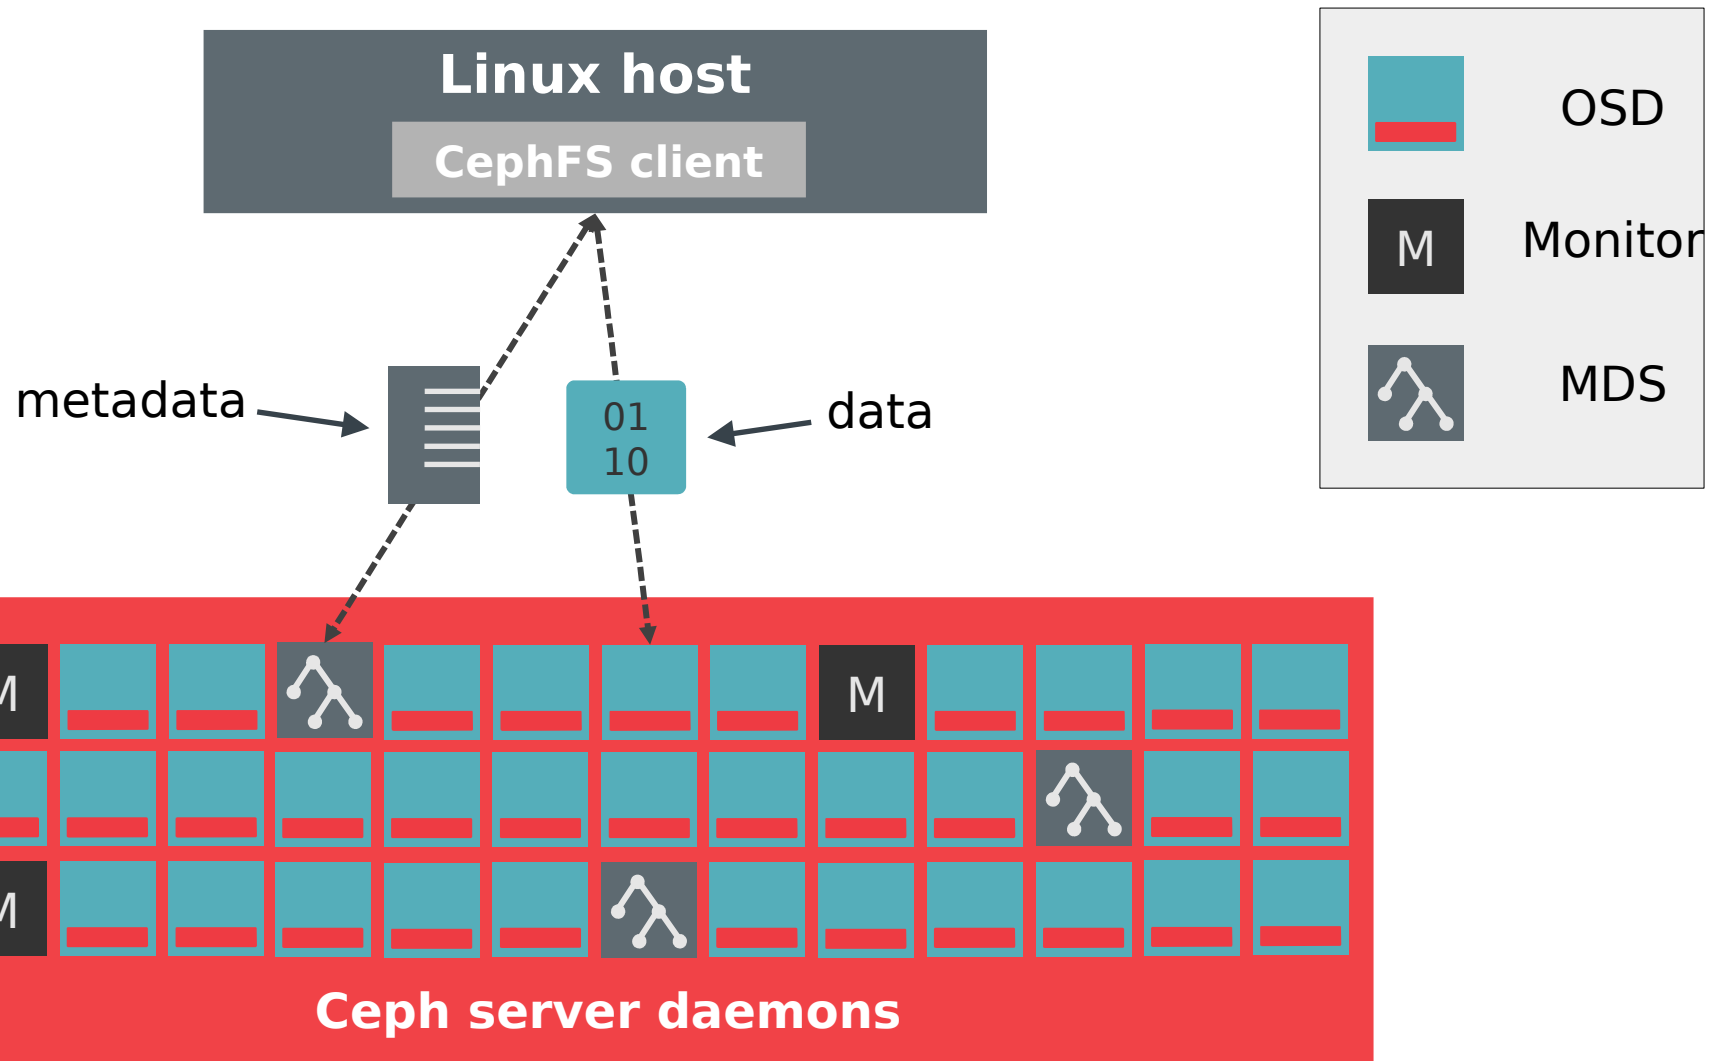 Linux host
CephFS client
OSD
M
Monitor
MDS
metadata
01
10
data
M
M
M
Ceph server daemons